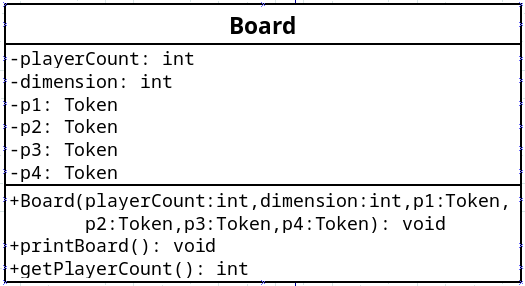 Board
-playerCount: int
-dimension: int
-p1: Token
-p2: Token
-p3: Token
-p4: Token
+Board(playerCount:int,dimension:int,p1:Token,
p2:Token,p3:Token,p4:Token): void
+printBoard(): void
+getPlayerCount(): int